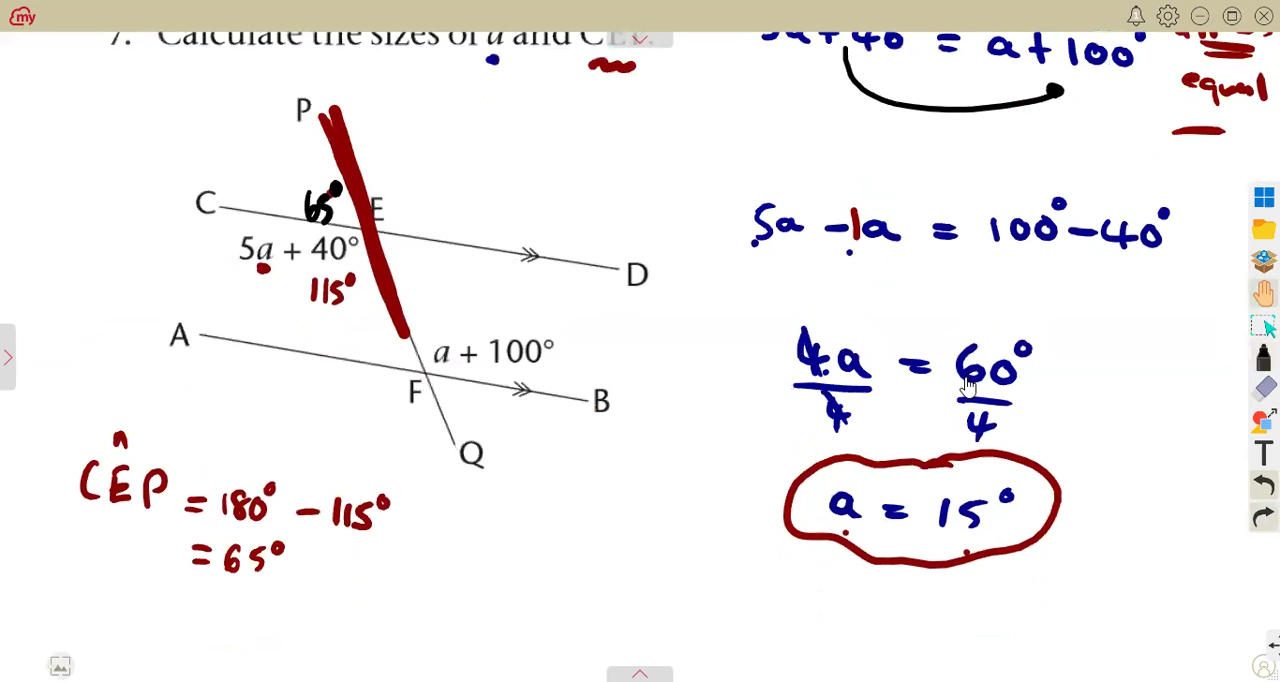 my
7. Calculate the sizes of a and
5a + 40 = a + 100°
equal
P
C
65°
E
5a + 40°
115°
D
A
a + 100°
F
B
Q
CÊP = 180° - 115°
= 65°
5a - 1a = 100° - 40°
4a = 60°
4 4
a = 15°
T